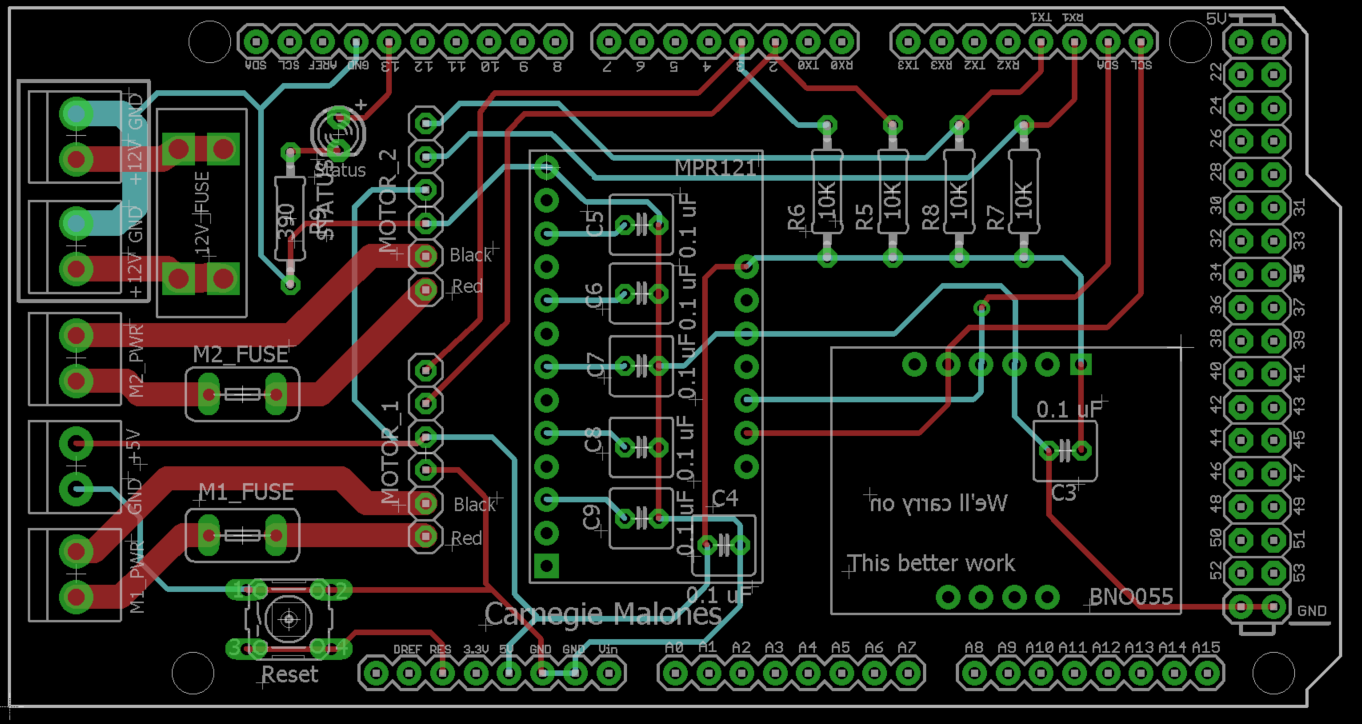 TX1 RX1
5V
SDA SCL AREF GND 13 12 11 10 9 8
7 6 5 4 3 2 TX0 RX0
TX3 RX3 TX2 RX2 SDA SCL
22
24
26
28
30 31
32 33
34 35
36 37
38 39
40 41
42 43
44 45
46 47
48 49
50 51
52 53
GND
GND
+12V
GND
+12V
12V_FUSE
+
Status
STATUS
R9
390
MOTOR_2
Black
Red
M2_PWR
M2_FUSE
+5V
GND
MOTOR_1
M1_FUSE
Black
Red
M1_PWR
1 2
3 4
Reset
MPR121
C5
0.1 uF
C6
0.1 uF
C7
0.1 uF
C8
0.1 uF
C9
0.1 uF
C4
0.1 uF
R6 10K
R5 10K
R8 10K
R7 10K
0.1 uF
C3
We'll carry on
This better work
BNO055
Carnegie Malones
DREF RES 3.3V 5V GND GND Vin
A0 A1 A2 A3 A4 A5 A6 A7
A8 A9 A10 A11 A12 A13 A14 A15